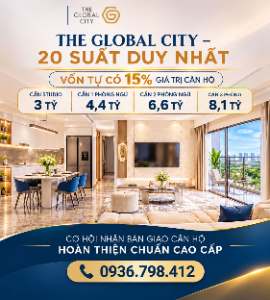 THE
GLOBAL
CITY
THE GLOBAL CITY –
20 SUẤT DUY NHẤT
VỐN TỰ CÓ 15% GIÁ TRỊ CĂN HỘ
CĂN STUDIO
3 TỶ
CĂN 1 PHÒNG NGỦ
4,4 TỶ
CĂN 2 PHÒNG NGỦ
6,6 TỶ
CĂN 3 PHÒNG
8,1 TỶ
CƠ HỘI NHẬN BÀN GIAO CĂN HỘ
HOÀN THIỆN CHUẨN CAO CẤP
0936.798.412